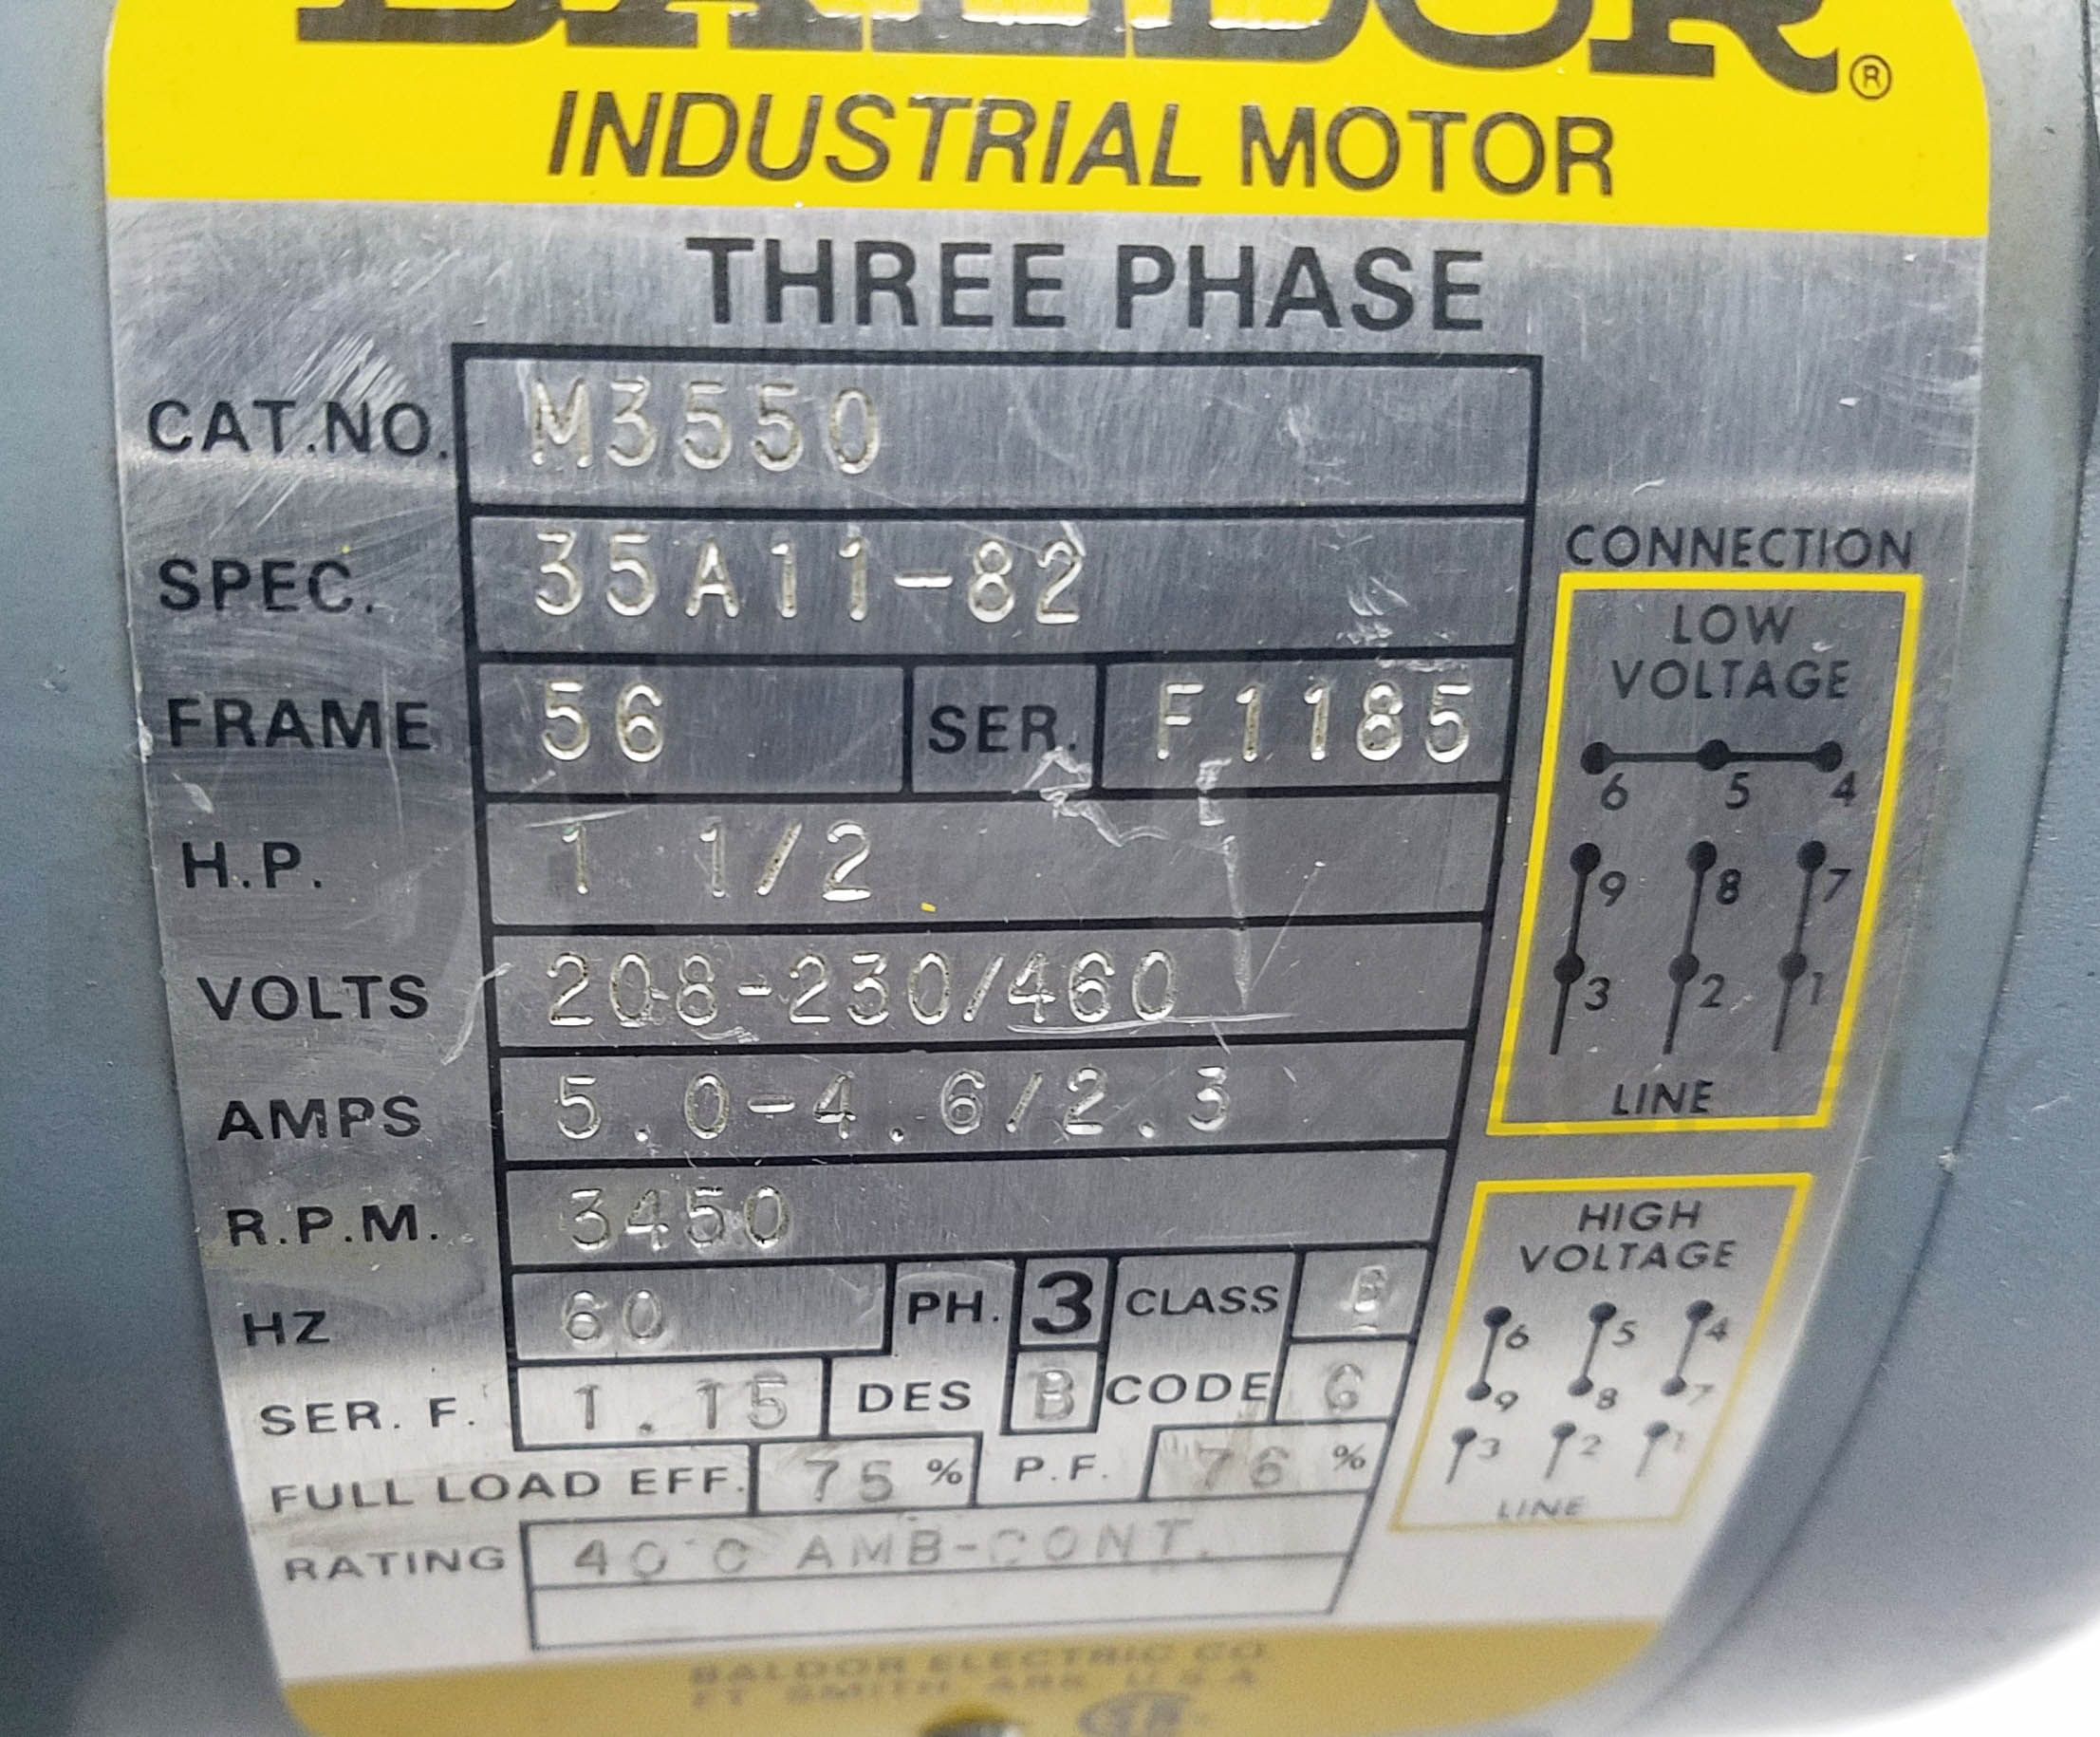 BALDOR®
INDUSTRIAL MOTOR
THREE PHASE
CAT.NO. M3550
SPEC. 35A11-82
FRAME 56 SER. F1185
H.P. 1 1/2
VOLTS 208-230/460
AMPS 5.0-4.6/2.3
R.P.M. 3450
HZ 60 PH. 3 CLASS B
SER. F. 1.15 DES B CODE G
FULL LOAD EFF. 75 % P.F. 76 %
RATING 40°C AMB-CONT.
BALDOR ELECTRIC CO.
FT SMITH ARK U.S.A
CONNECTION
LOW
VOLTAGE
6 5 4
9 8 7
3 2 1
LINE
HIGH
VOLTAGE
6 5 4
9 8 7
3 2 1
LINE